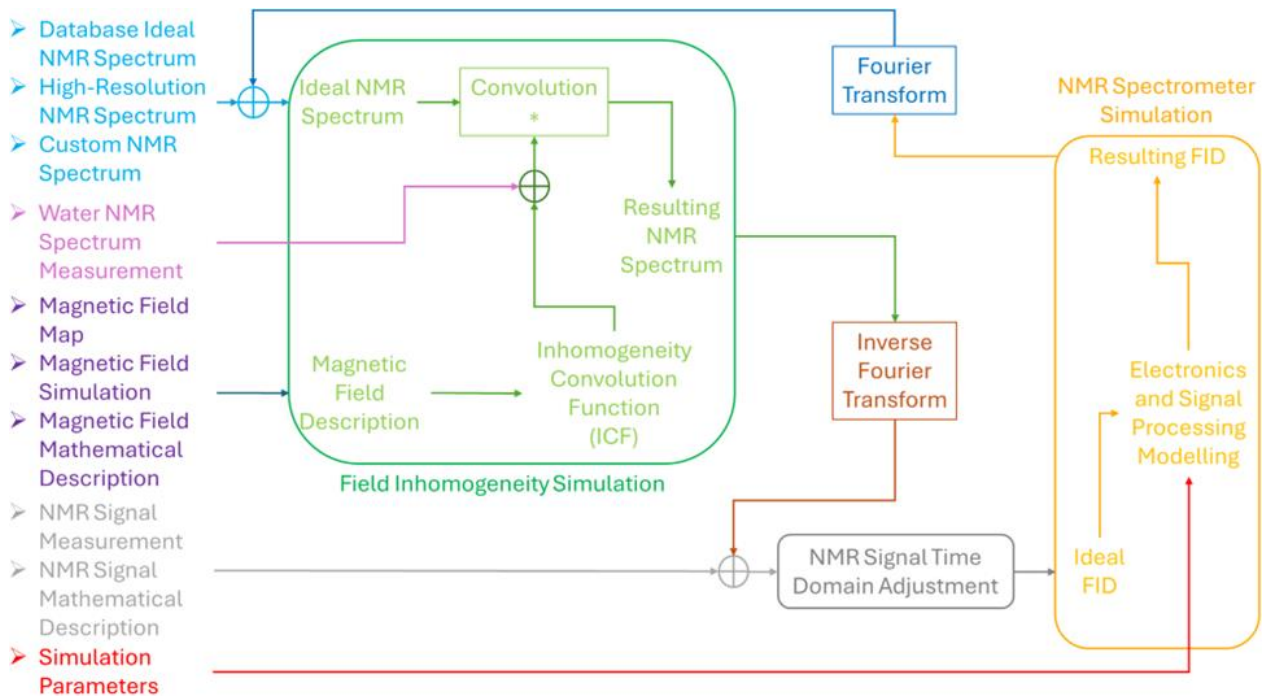 ➢ Database Ideal
NMR Spectrum
➢ High-Resolution
NMR Spectrum
➢ Custom NMR
Spectrum
➢ Water NMR
Spectrum
Measurement
➢ Magnetic Field
Map
➢ Magnetic Field
Simulation
➢ Magnetic Field
Mathematical
Description
➢ NMR Signal
Measurement
➢ NMR Signal
Mathematical
Description
➢ Simulation
Parameters
Ideal NMR
Spectrum
Convolution
*
Resulting
NMR
Spectrum
Magnetic
Field
Description
Inhomogeneity
Convolution
Function
(ICF)
Field Inhomogeneity Simulation
Fourier
Transform
Inverse
Fourier
Transform
NMR Signal Time
Domain Adjustment
NMR Spectrometer
Simulation
Resulting FID
Electronics
and Signal
Processing
Modelling
Ideal
FID